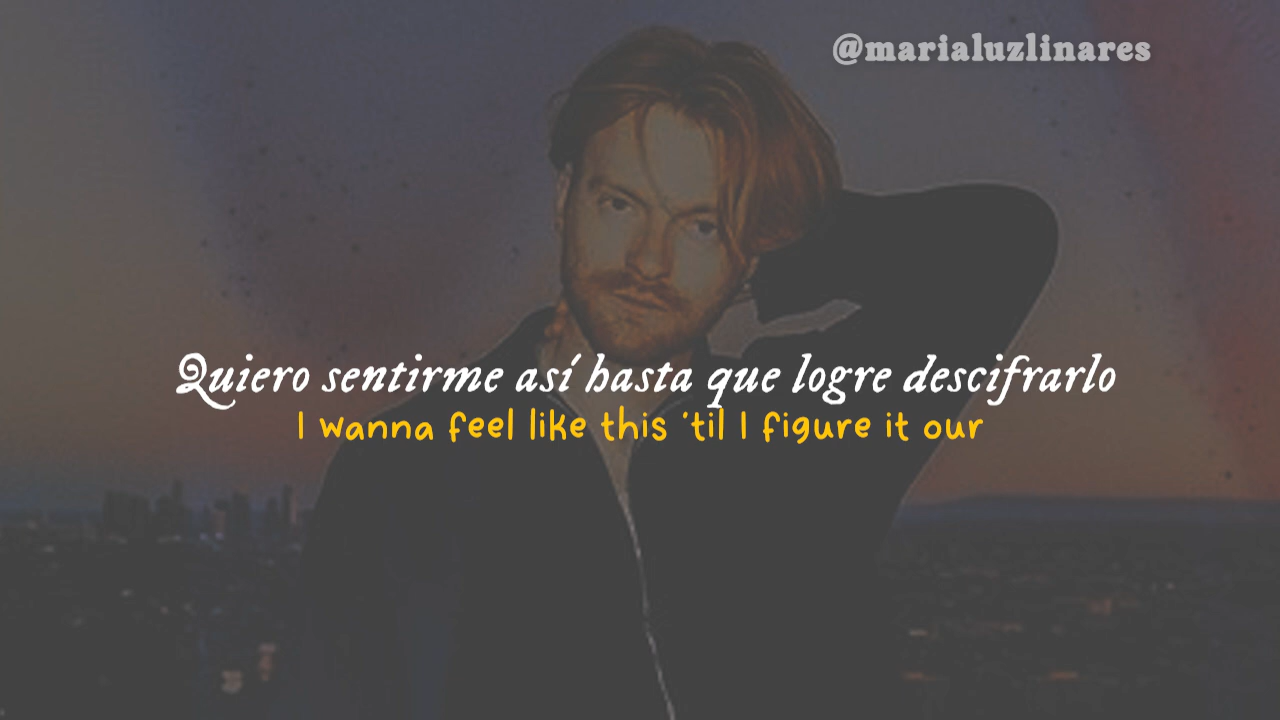 @marialuzlinares
Quiero sentirme así hasta que logre descifrarlo
I wanna feel like this 'til I figure it our